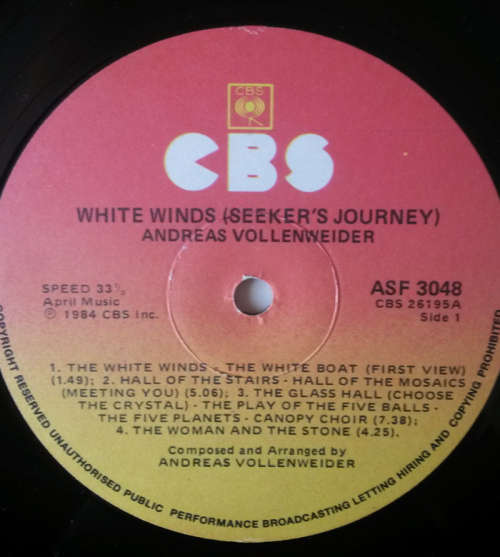 CBS
CBS
WHITE WINDS (SEEKER'S JOURNEY)
ANDREAS VOLLENWEIDER
SPEED 33⅓
April Music
℗ 1984 CBS Inc.
ASF 3048
CBS 26195A
Side 1
1. THE WHITE WINDS - THE WHITE BOAT (FIRST VIEW)
(1.49); 2. HALL OF THE STAIRS - HALL OF THE MOSAICS
(MEETING YOU) (5.06); 3. THE GLASS HALL (CHOOSE
THE CRYSTAL) - THE PLAY OF THE FIVE BALLS -
THE FIVE PLANETS - CANOPY CHOIR (7.38);
4. THE WOMAN AND THE STONE (4.25).
Composed and Arranged by
ANDREAS VOLLENWEIDER
COPYRIGHT RESERVED UNAUTHORISED PUBLIC PERFORMANCE BROADCASTING LETTING HIRING AND COPYING PROHIBITED